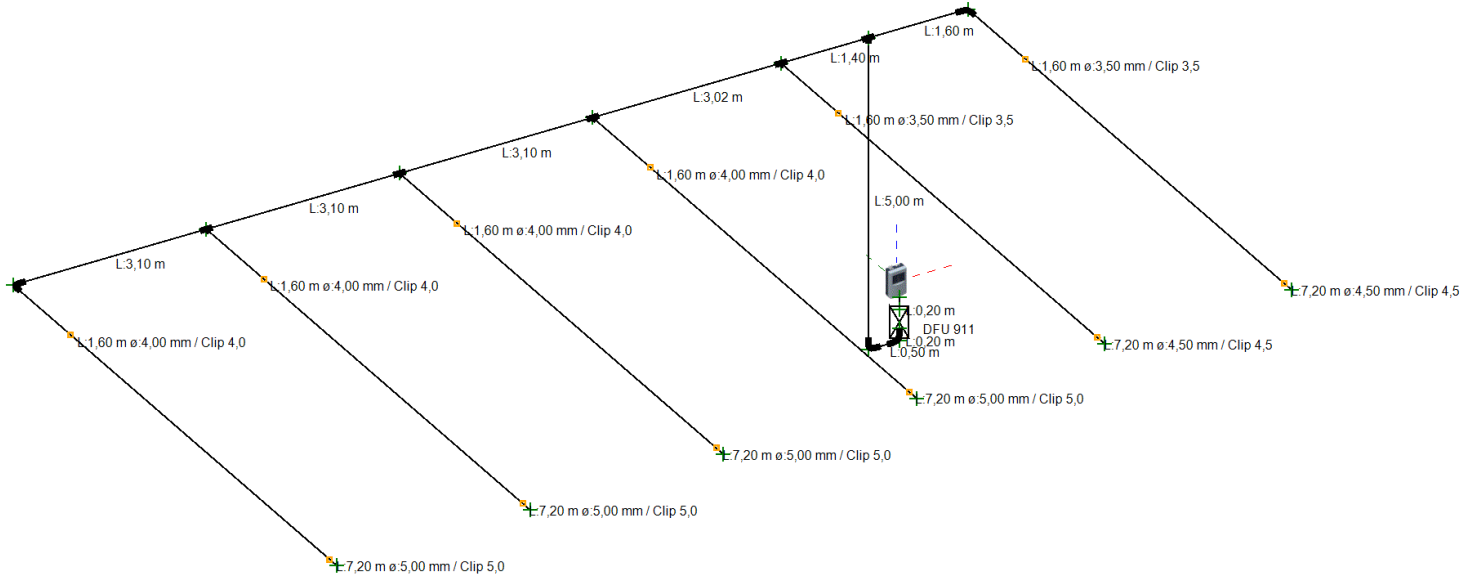 L:1,60 m
L:1,40 m
L:1,60 m ø:3,50 mm / Clip 3,5
L:3,02 m
L:1,60 m ø:3,50 mm / Clip 3,5
L:3,10 m
L:1,60 m ø:4,00 mm / Clip 4,0
L:5,00 m
L:3,10 m
L:1,60 m ø:4,00 mm / Clip 4,0
L:3,10 m
L:1,60 m ø:4,00 mm / Clip 4,0
L:7,20 m ø:4,50 mm / Clip 4,5
L:0,20 m
DFU 911
L:0,20 m
L:0,50 m
L:1,60 m ø:4,00 mm / Clip 4,0
L:7,20 m ø:4,50 mm / Clip 4,5
L:7,20 m ø:5,00 mm / Clip 5,0
L:7,20 m ø:5,00 mm / Clip 5,0
L:7,20 m ø:5,00 mm / Clip 5,0
L:7,20 m ø:5,00 mm / Clip 5,0